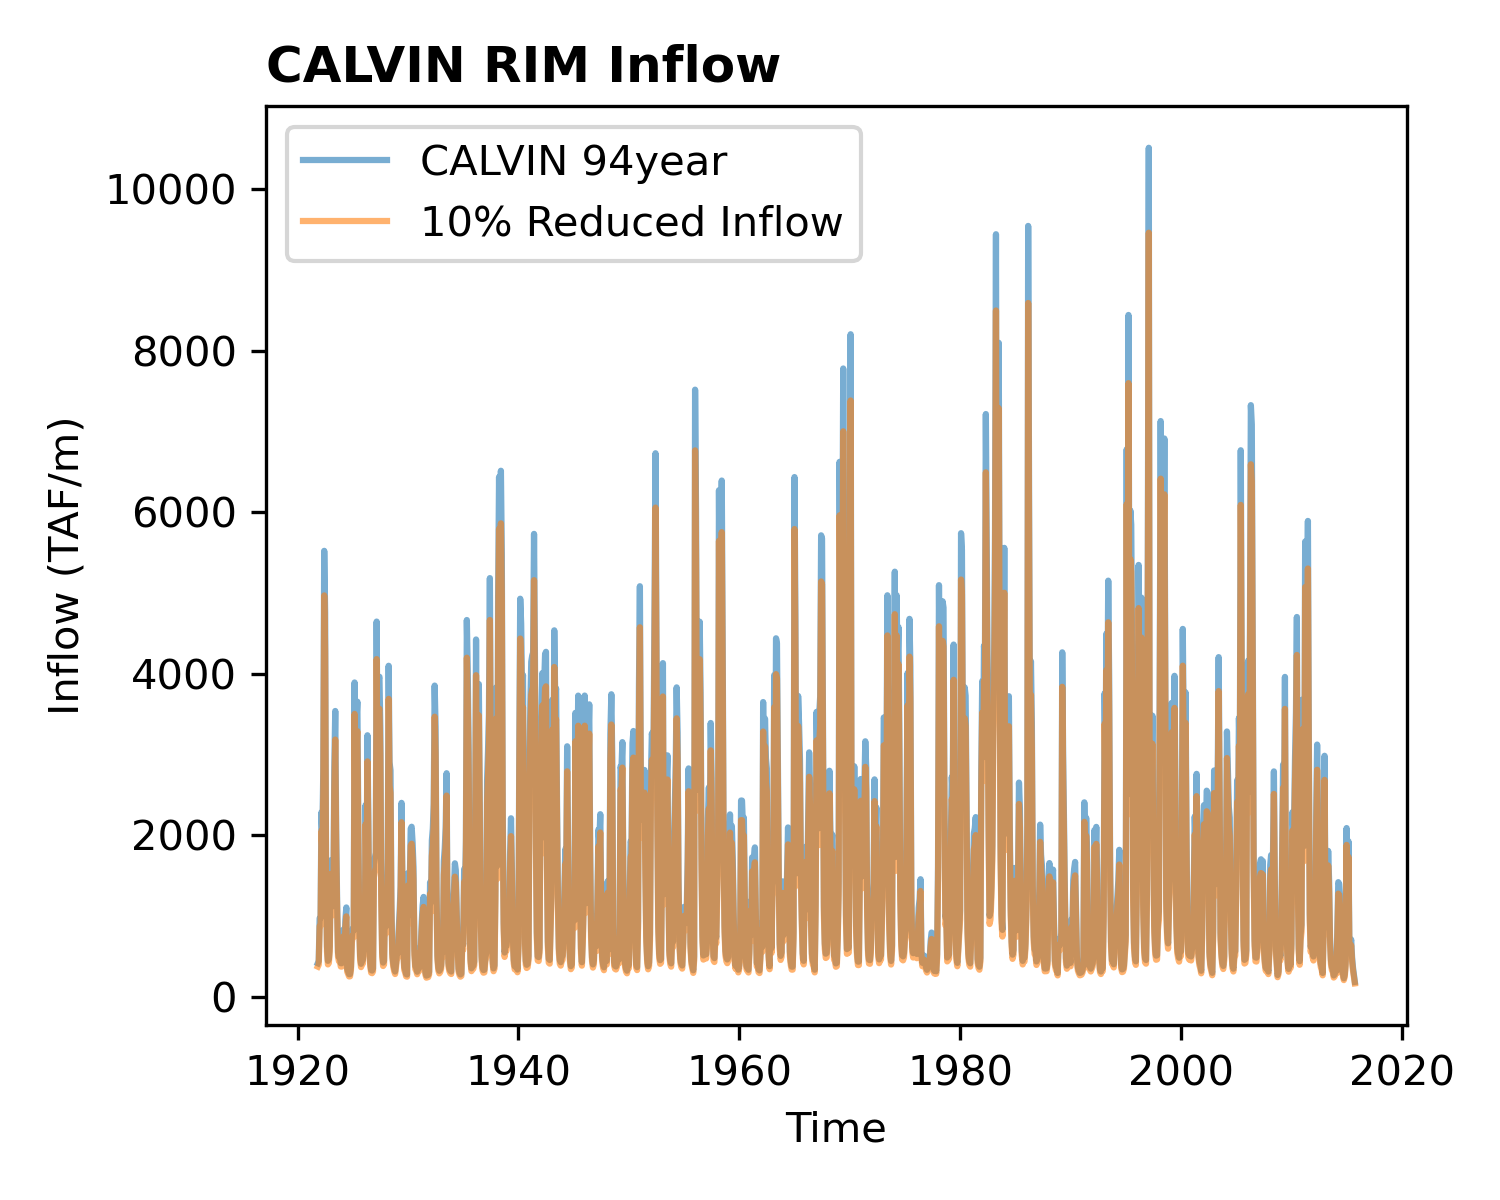 CALVIN RIM Inflow
CALVIN 94year
10% Reduced Inflow
10000
8000
6000
4000
2000
0
Inflow (TAF/m)
1920 1940 1960 1980 2000 2020
Time